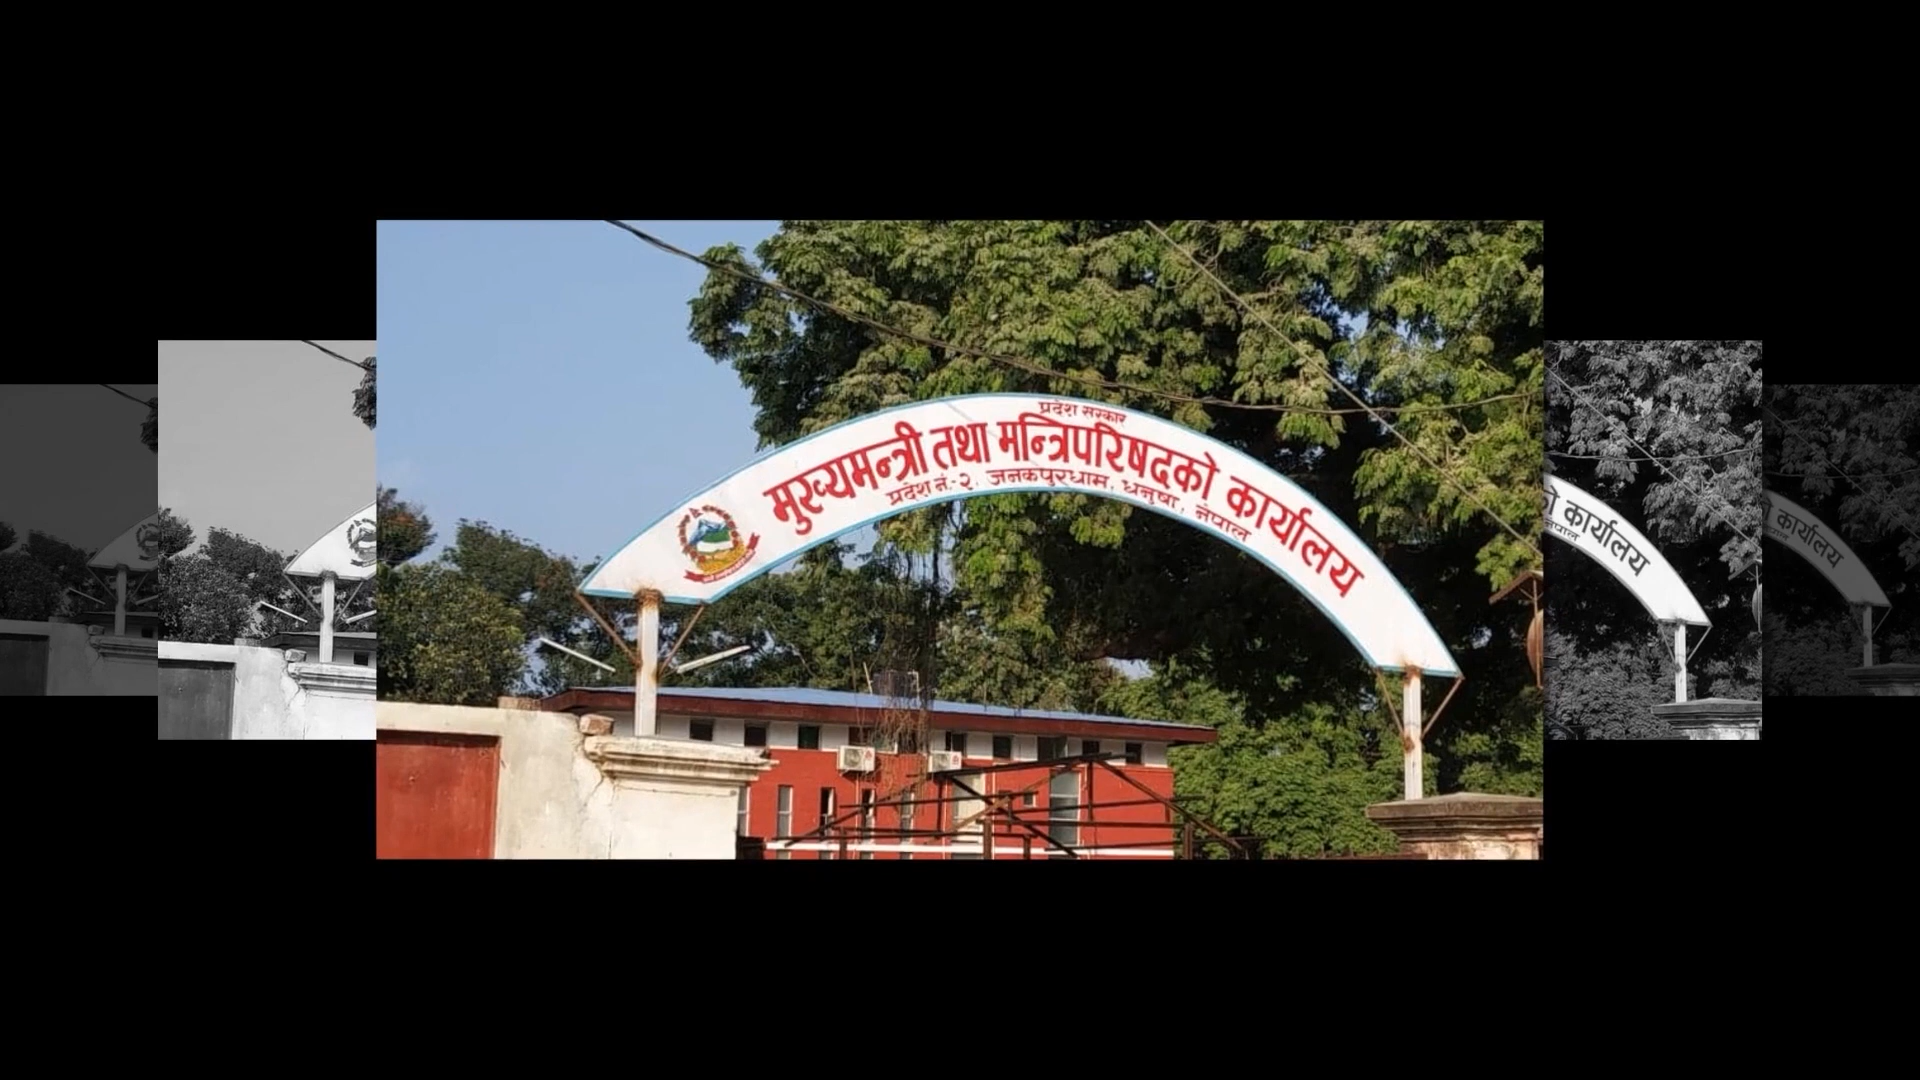 प्रदेश सरकार
मुख्यमन्त्री तथा मन्त्रिपरिषदको कार्यालय
प्रदेश नं.-२, जनकपुरधाम, धनुषा, नेपाल
को कार्यालय
नेपाल
को कार्यालय